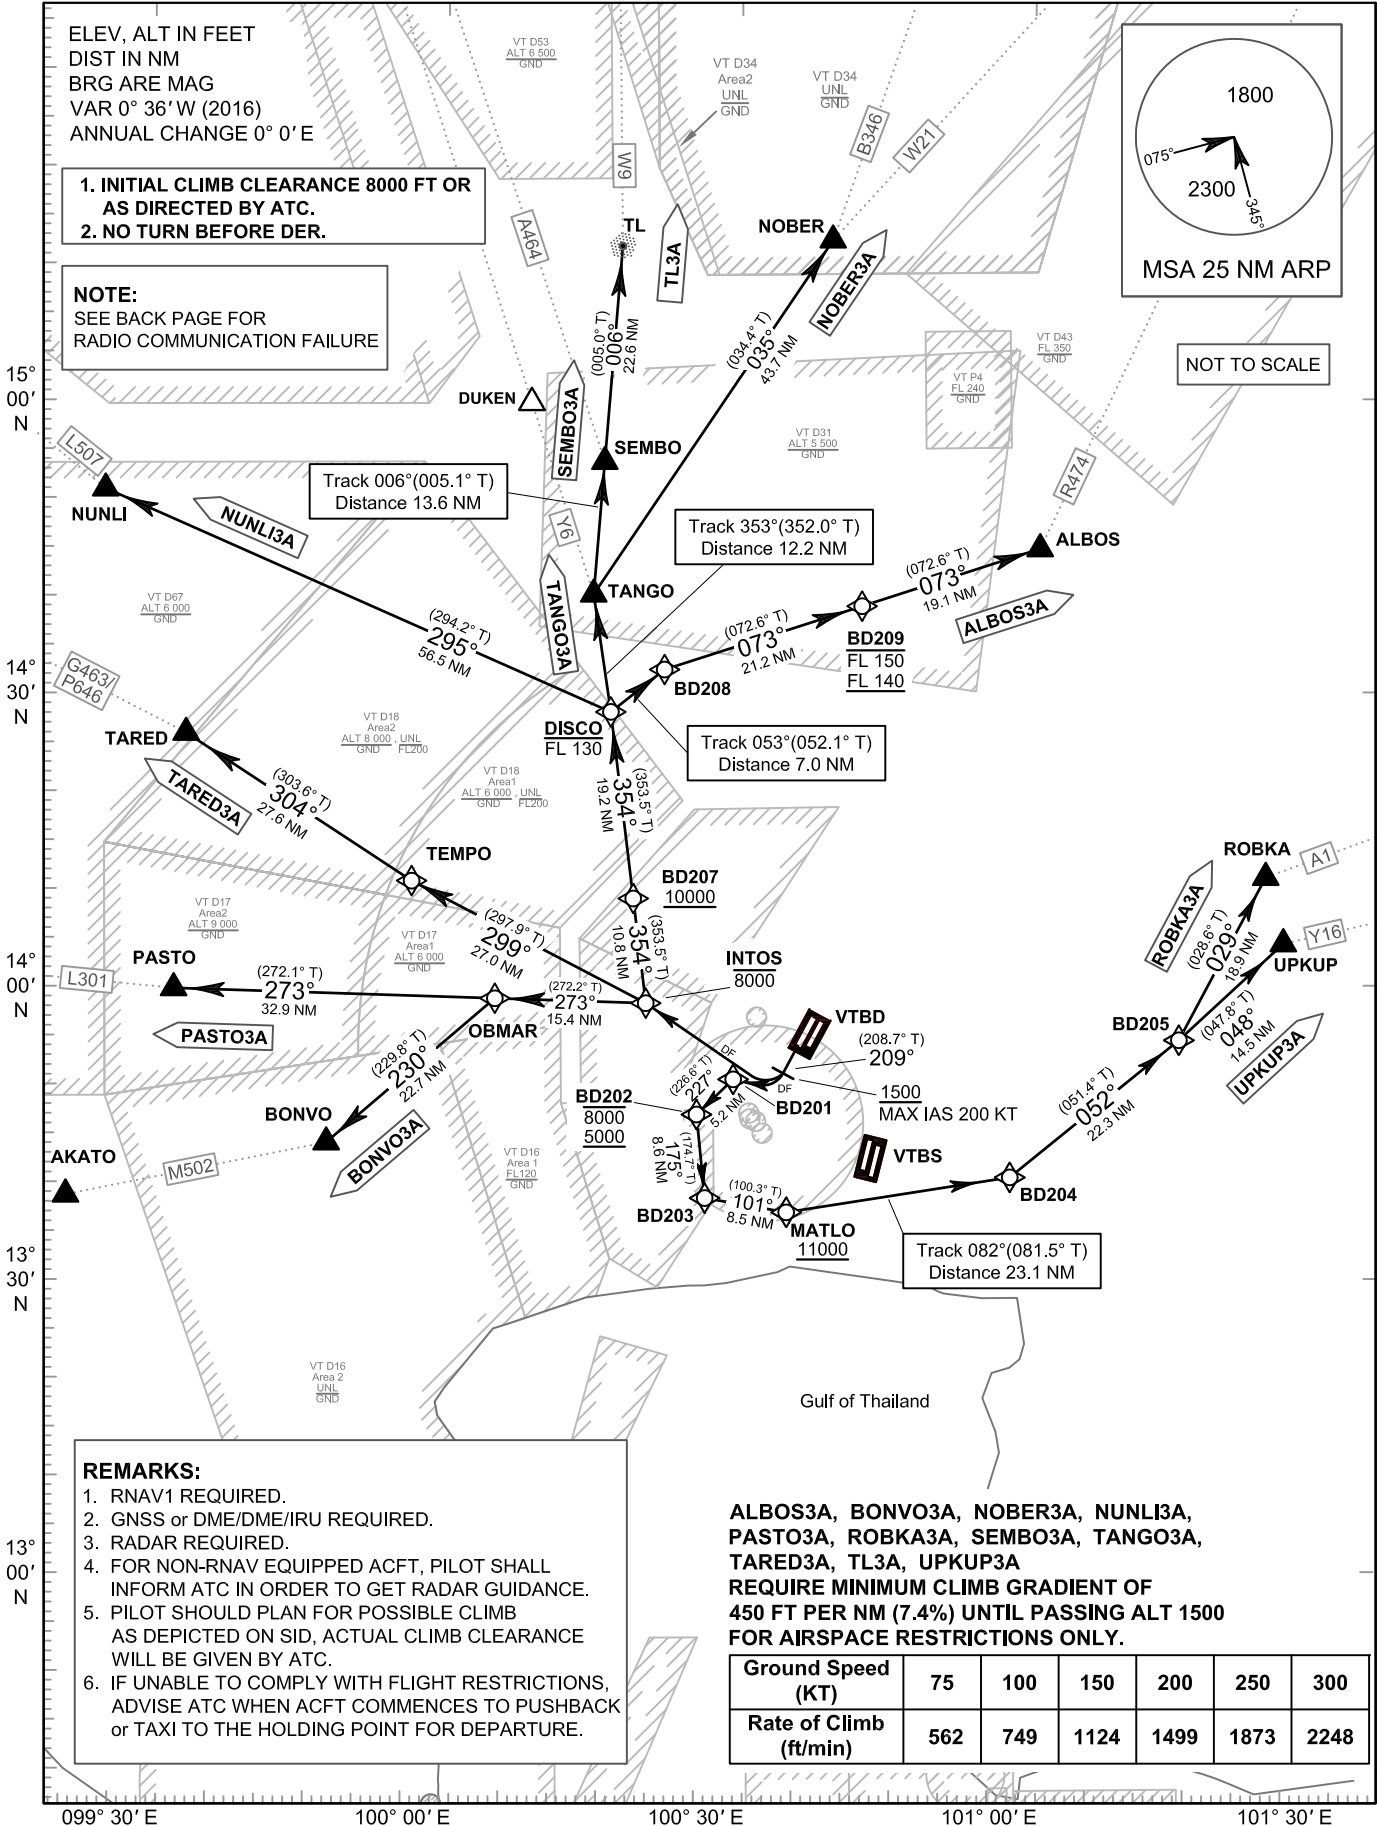 ELEV, ALT IN FEET
DIST IN NM
BRG ARE MAG
VAR 0° 36′ W (2016)
ANNUAL CHANGE 0° 0′ E
1. INITIAL CLIMB CLEARANCE 8000 FT OR
AS DIRECTED BY ATC.
2. NO TURN BEFORE DER.
NOTE:
SEE BACK PAGE FOR
RADIO COMMUNICATION FAILURE
VT D53
ALT 6 500
GND
VT D34
Area2
UNL
GND
VT D34
UNL
GND
B346
W21
W9
A464
1800
075°
2300
345°
MSA 25 NM ARP
NOT TO SCALE
TL
TL3A
NOBER
NOBER3A
(005.0° T)
006°
22.6 NM
(034.4° T)
035°
43.7 NM
VT D43
FL 350
GND
VT P4
FL 240
GND
VT D31
ALT 5 500
GND
15°
00′
N
DUKEN
SEMBO3A
SEMBO
L507
NUNLI
NUNLI3A
Track 006°(005.1° T)
Distance 13.6 NM
Y6
R474
Track 353°(352.0° T)
Distance 12.2 NM
ALBOS
TANGO
TANGO3A
(072.6° T)
073°
19.1 NM
ALBOS3A
VT D67
ALT 6 000
GND
(294.2° T)
295°
56.5 NM
(072.6° T)
073°
21.2 NM
BD209
FL 150
FL 140
14°
30′
N
G463/
P646
BD208
DISCO
FL 130
TARED
VT D18
Area2
ALT 8 000 , UNL
GND FL200
Track 053°(052.1° T)
Distance 7.0 NM
VT D18
Area1
ALT 6 000 , UNL
GND FL200
TARED3A
(303.6° T)
304°
27.6 NM
(353.5° T)
354°
19.2 NM
TEMPO
BD207
10000
ROBKA
A1
ROBKA3A
VT D17
Area2
ALT 9 000
GND
VT D17
Area1
ALT 6 000
GND
(297.9° T)
299°
27.0 NM
(353.5° T)
354°
10.8 NM
(028.6° T)
029°
18.9 NM
Y16
UPKUP
PASTO
INTOS
8000
14°
00′
N
L301
(272.1° T)
273°
32.9 NM
(272.2° T)
273°
15.4 NM
OBMAR
PASTO3A
VTBD
(208.7° T)
209°
BD205
(047.8° T)
048°
14.5 NM
UPKUP3A
DF
DF
(229.8° T)
230°
22.7 NM
(226.6° T)
227°
5.2 NM
BD201
1500
MAX IAS 200 KT
BD202
8000
5000
(051.4° T)
052°
22.3 NM
BONVO
BONVO3A
AKATO
M502
VT D16
Area 1
FL120
GND
(174.7° T)
175°
8.6 NM
VTBS
BD203
(100.3° T)
101°
8.5 NM
MATLO
11000
BD204
Track 082°(081.5° T)
Distance 23.1 NM
13°
30′
N
VT D16
Area 2
UNL
GND
Gulf of Thailand
REMARKS:
1. RNAV1 REQUIRED.
2. GNSS or DME/DME/IRU REQUIRED.
3. RADAR REQUIRED.
4. FOR NON-RNAV EQUIPPED ACFT, PILOT SHALL
INFORM ATC IN ORDER TO GET RADAR GUIDANCE.
5. PILOT SHOULD PLAN FOR POSSIBLE CLIMB
AS DEPICTED ON SID, ACTUAL CLIMB CLEARANCE
WILL BE GIVEN BY ATC.
6. IF UNABLE TO COMPLY WITH FLIGHT RESTRICTIONS,
ADVISE ATC WHEN ACFT COMMENCES TO PUSHBACK
or TAXI TO THE HOLDING POINT FOR DEPARTURE.
13°
00′
N
ALBOS3A, BONVO3A, NOBER3A, NUNLI3A,
PASTO3A, ROBKA3A, SEMBO3A, TANGO3A,
TARED3A, TL3A, UPKUP3A
REQUIRE MINIMUM CLIMB GRADIENT OF
450 FT PER NM (7.4%) UNTIL PASSING ALT 1500
FOR AIRSPACE RESTRICTIONS ONLY.
Ground Speed (KT) 75 100 150 200 250 300
Rate of Climb (ft/min) 562 749 1124 1499 1873 2248
099° 30′ E 100° 00′ E 100° 30′ E 101° 00′ E 101° 30′ E